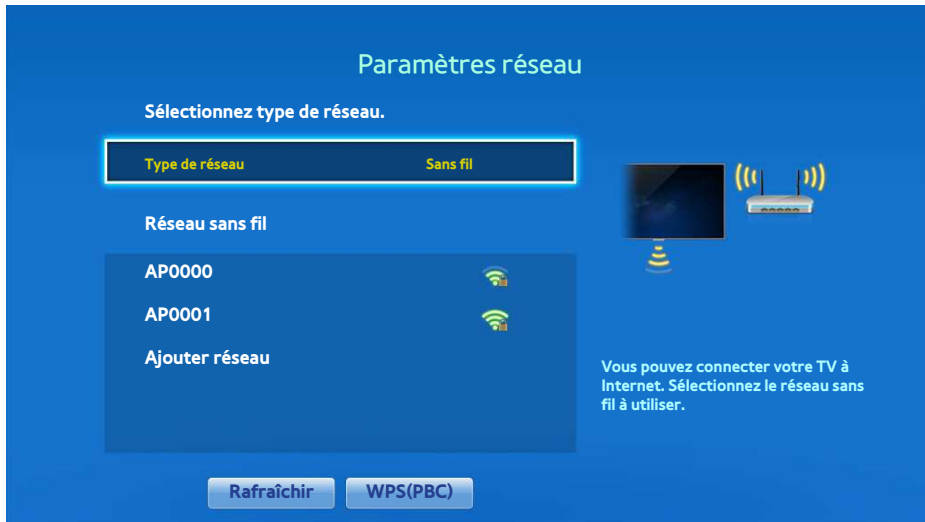 Paramètres réseau
Sélectionnez type de réseau.
Type de réseau Sans fil
Réseau sans fil
AP0000
AP0001
Ajouter réseau
Vous pouvez connecter votre TV à
Internet. Sélectionnez le réseau sans
fil à utiliser.
Rafraîchir WPS(PBC)